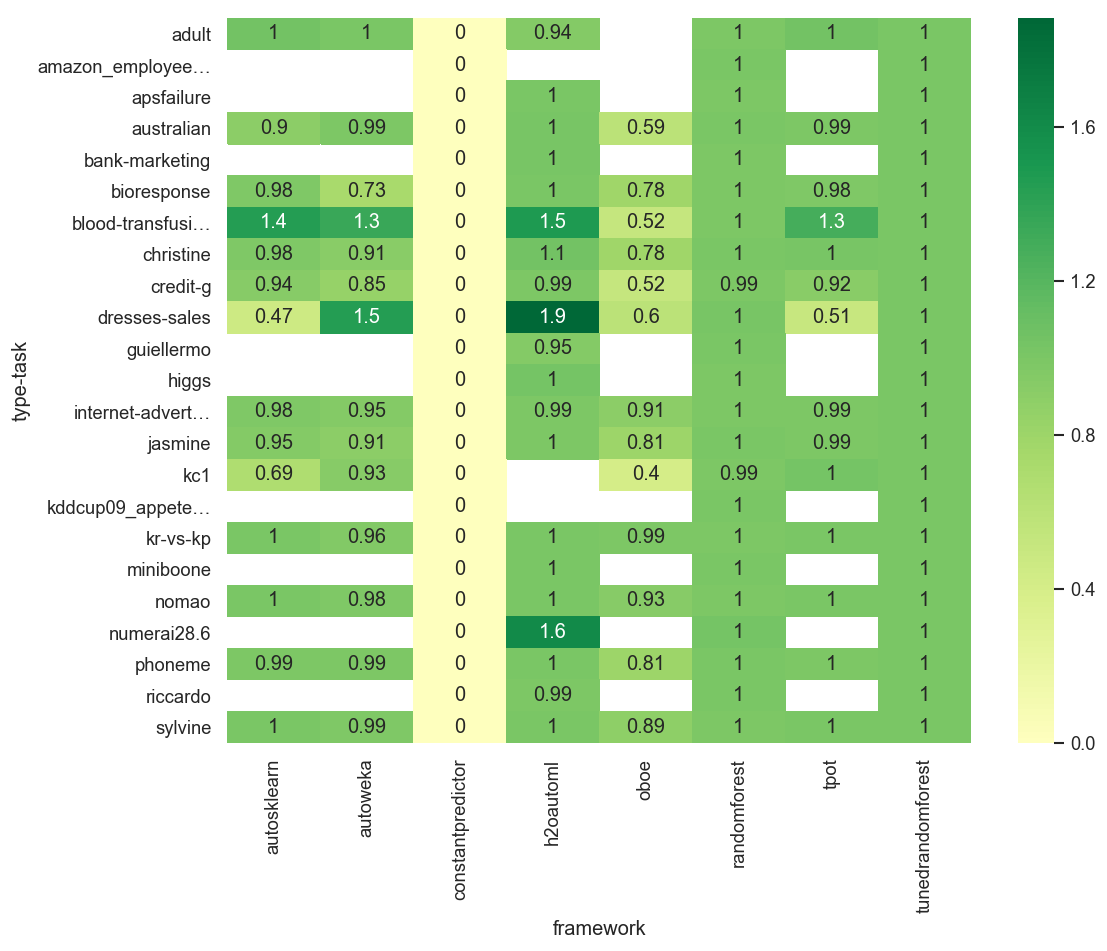 adult 1 1 0 0.94 1 1 1
amazon_employee… 0 1 1
apsfailure 0 1 1 1
australian 0.9 0.99 0 1 0.59 1 0.99 1
bank-marketing 0 1 1 1
bioresponse 0.98 0.73 0 1 0.78 1 0.98 1
blood-transfusi… 1.4 1.3 0 1.5 0.52 1 1.3 1
christine 0.98 0.91 0 1.1 0.78 1 1 1
credit-g 0.94 0.85 0 0.99 0.52 0.99 0.92 1
dresses-sales 0.47 1.5 0 1.9 0.6 1 0.51 1
guiellermo 0 0.95 1 1
higgs 0 1 1 1
internet-advert… 0.98 0.95 0 0.99 0.91 1 0.99 1
jasmine 0.95 0.91 0 1 0.81 1 0.99 1
kc1 0.69 0.93 0 0.4 0.99 1 1
kddcup09_appete… 0 1 1
kr-vs-kp 1 0.96 0 1 0.99 1 1 1
miniboone 0 1 1 1
nomao 1 0.98 0 1 0.93 1 1 1
numerai28.6 0 1.6 1 1
phoneme 0.99 0.99 0 1 0.81 1 1 1
riccardo 0 0.99 1 1
sylvine 1 0.99 0 1 0.89 1 1 1
type-task
autosklearn
autoweka
constantpredictor
h2oautoml
oboe
randomforest
tpot
tunedrandomforest
framework
1.6
1.2
0.8
0.4
0.0